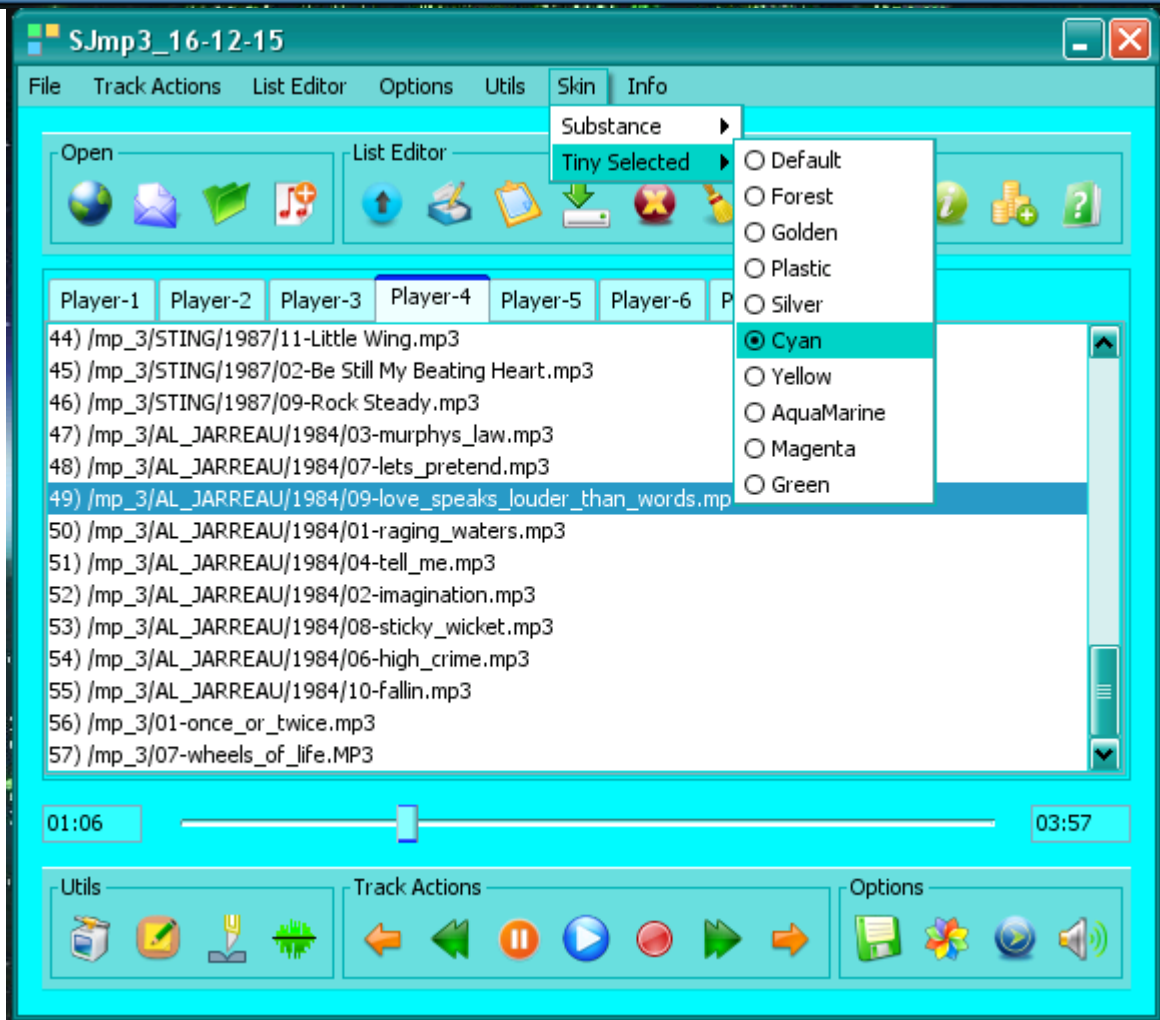 SJmp3_16-12-15
File Track Actions List Editor Options Utils Skin Info
Substance
Tiny Selected
Default
Forest
Golden
Plastic
Silver
Cyan
Yellow
AquaMarine
Magenta
Green
Open
List Editor
Player-1 Player-2 Player-3 Player-4 Player-5 Player-6 P
44) /mp_3/STING/1987/11-Little Wing.mp3
45) /mp_3/STING/1987/02-Be Still My Beating Heart.mp3
46) /mp_3/STING/1987/09-Rock Steady.mp3
47) /mp_3/AL_JARREAU/1984/03-murphys_law.mp3
48) /mp_3/AL_JARREAU/1984/07-lets_pretend.mp3
49) /mp_3/AL_JARREAU/1984/09-love_speaks_louder_than_words.mp
50) /mp_3/AL_JARREAU/1984/01-raging_waters.mp3
51) /mp_3/AL_JARREAU/1984/04-tell_me.mp3
52) /mp_3/AL_JARREAU/1984/02-imagination.mp3
53) /mp_3/AL_JARREAU/1984/08-sticky_wicket.mp3
54) /mp_3/AL_JARREAU/1984/06-high_crime.mp3
55) /mp_3/AL_JARREAU/1984/10-fallin.mp3
56) /mp_3/01-once_or_twice.mp3
57) /mp_3/07-wheels_of_life.MP3
01:06 03:57
Utils Track Actions Options